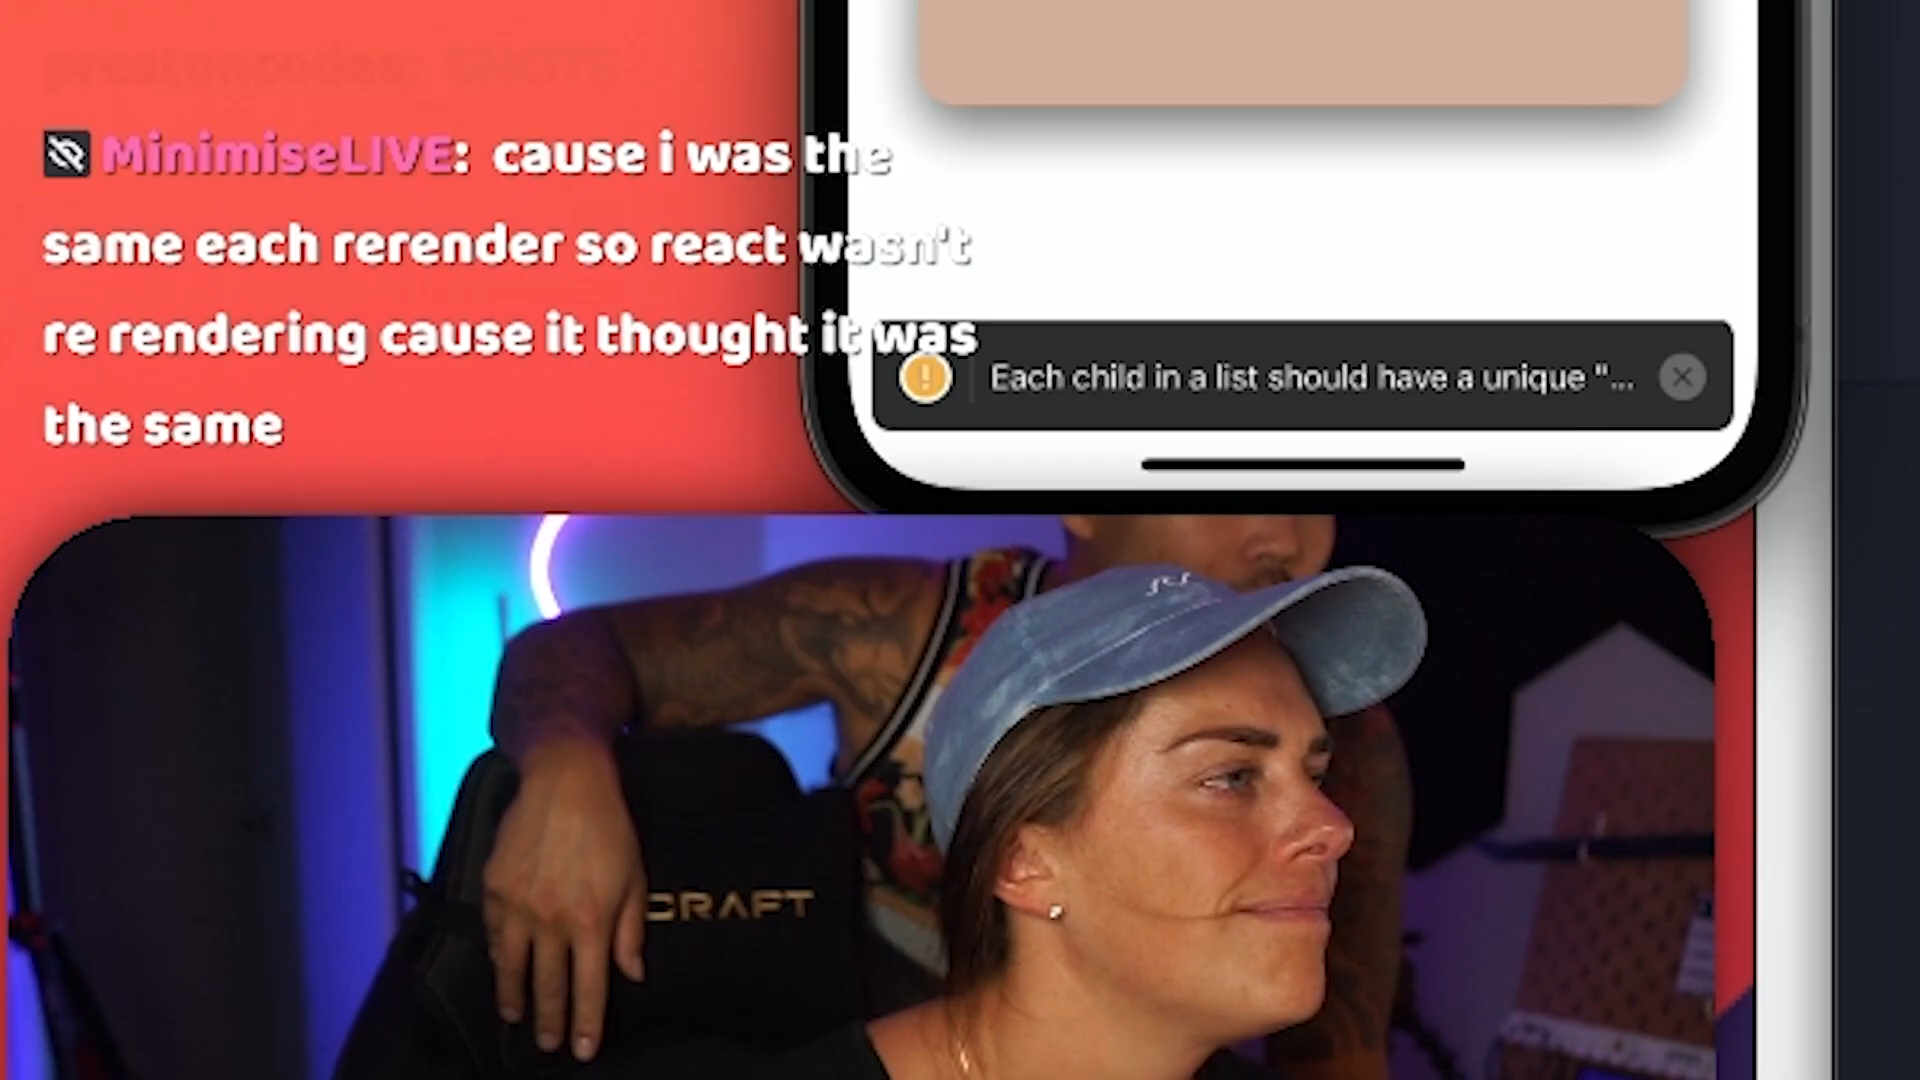 prestoncodes:
MinimiseLIVE: cause i was the
same each rerender so react wasn't
re rendering cause it thought it was
the same
Each child in a list should have a unique "...
CRAFT